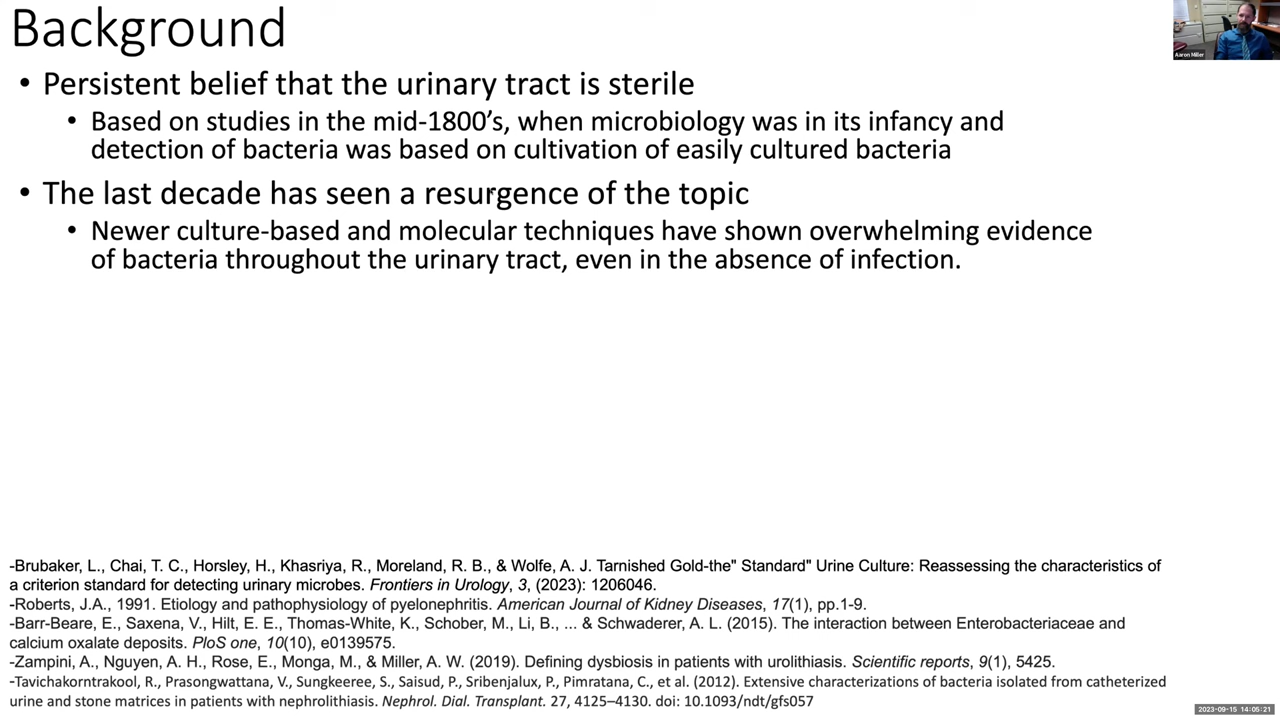 Background
• Persistent belief that the urinary tract is sterile
• Based on studies in the mid-1800’s, when microbiology was in its infancy and
detection of bacteria was based on cultivation of easily cultured bacteria
• The last decade has seen a resurgence of the topic
• Newer culture-based and molecular techniques have shown overwhelming evidence
of bacteria throughout the urinary tract, even in the absence of infection.
-Brubaker, L., Chai, T. C., Horsley, H., Khasriya, R., Moreland, R. B., & Wolfe, A. J. Tarnished Gold-the" Standard" Urine Culture: Reassessing the characteristics of
a criterion standard for detecting urinary microbes. Frontiers in Urology, 3, (2023): 1206046.
-Roberts, J.A., 1991. Etiology and pathophysiology of pyelonephritis. American Journal of Kidney Diseases, 17(1), pp.1-9.
-Barr-Beare, E., Saxena, V., Hilt, E. E., Thomas-White, K., Schober, M., Li, B., ... & Schwaderer, A. L. (2015). The interaction between Enterobacteriaceae and
calcium oxalate deposits. PloS one, 10(10), e0139575.
-Zampini, A., Nguyen, A. H., Rose, E., Monga, M., & Miller, A. W. (2019). Defining dysbiosis in patients with urolithiasis. Scientific reports, 9(1), 5425.
-Tavichakorntrakool, R., Prasongwattana, V., Sungkeeree, S., Saisud, P., Sribenjalux, P., Pimratana, C., et al. (2012). Extensive characterizations of bacteria isolated from catheterized
urine and stone matrices in patients with nephrolithiasis. Nephrol. Dial. Transplant. 27, 4125–4130. doi: 10.1093/ndt/gfs057
Aaron Miller
2023-09-15 14:05:21